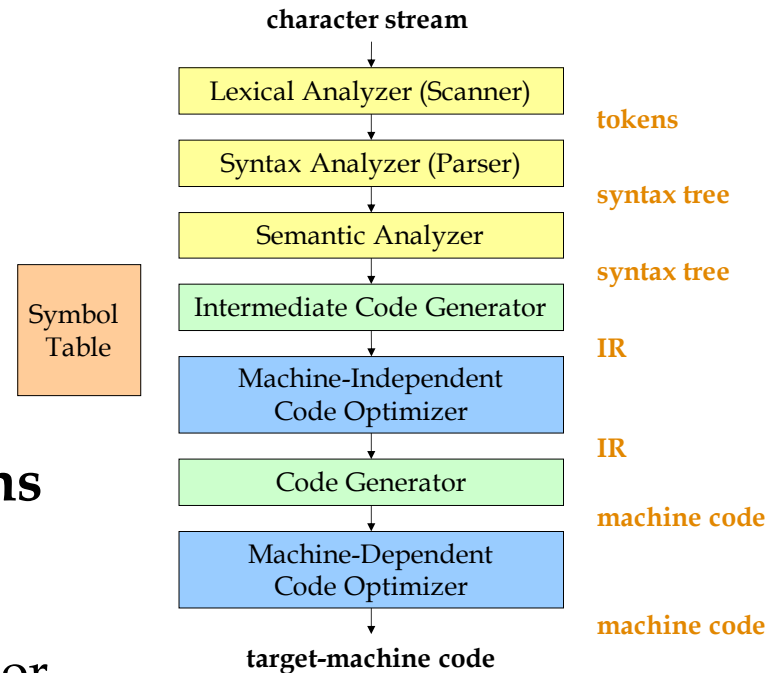 character stream
Lexical Analyzer (Scanner)
tokens
Syntax Analyzer (Parser)
syntax tree
Semantic Analyzer
syntax tree
Symbol
Table
Intermediate Code Generator
IR
Machine-Independent
Code Optimizer
IR
Code Generator
machine code
Machine-Dependent
Code Optimizer
machine code
target-machine code